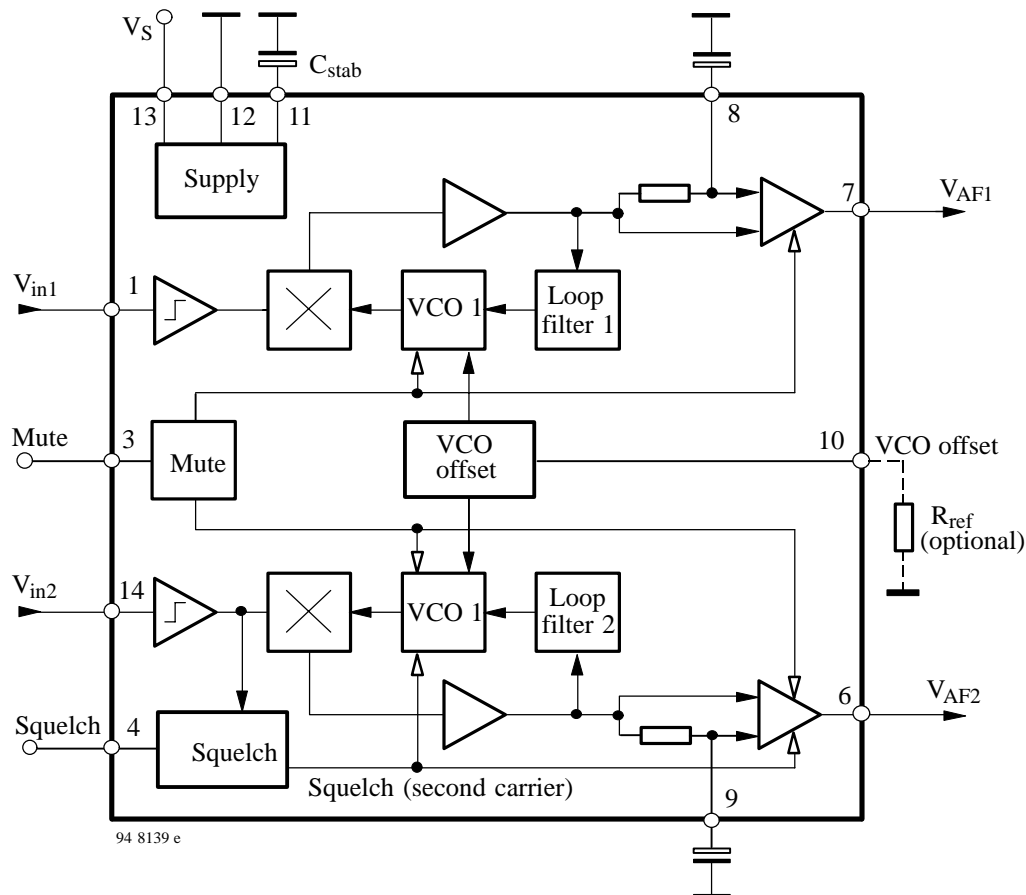 VS
Cstab
13
12
11
8
Supply
7
VAF1
Vin1
1
VCO 1
Loop
filter 1
Mute
3
Mute
VCO
offset
10
VCO offset
Rref
(optional)
Vin2
14
VCO 1
Loop
filter 2
6
VAF2
Squelch
4
Squelch
Squelch (second carrier)
9
94 8139 e